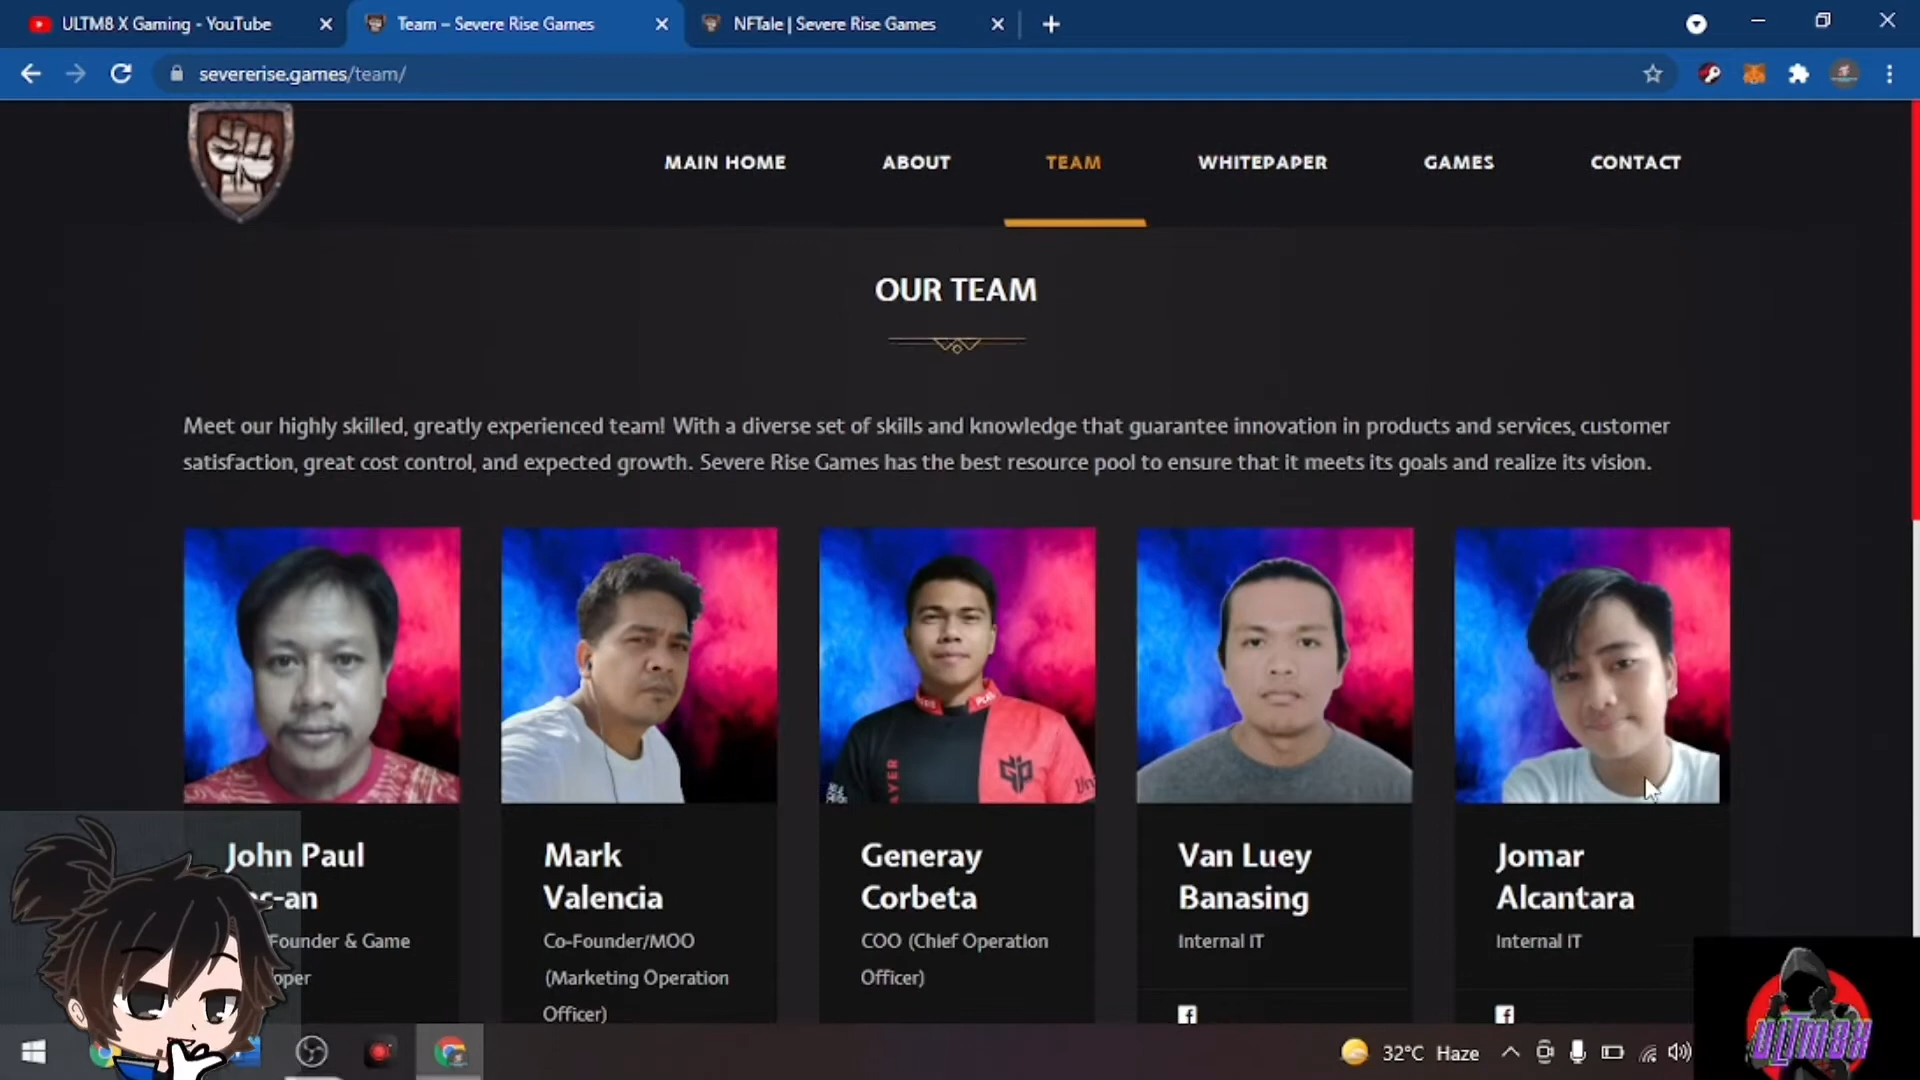 ULTM8 X Gaming - YouTube
Team – Severe Rise Games
NFTale | Severe Rise Games
severerise.games/team/
MAIN HOME
ABOUT
TEAM
WHITEPAPER
GAMES
CONTACT
OUR TEAM
Meet our highly skilled, greatly experienced team! With a diverse set of skills and knowledge that guarantee innovation in products and services, customer
satisfaction, great cost control, and expected growth. Severe Rise Games has the best resource pool to ensure that it meets its goals and realize its vision.
John Paul
Founder & Game
Mark
Valencia
Co-Founder/MOO
(Marketing Operation
Officer)
Generay
Corbeta
COO (Chief Operation
Officer)
Van Luey
Banasing
Internal IT
Jomar
Alcantara
Internal IT
32°C Haze
ULTM8X